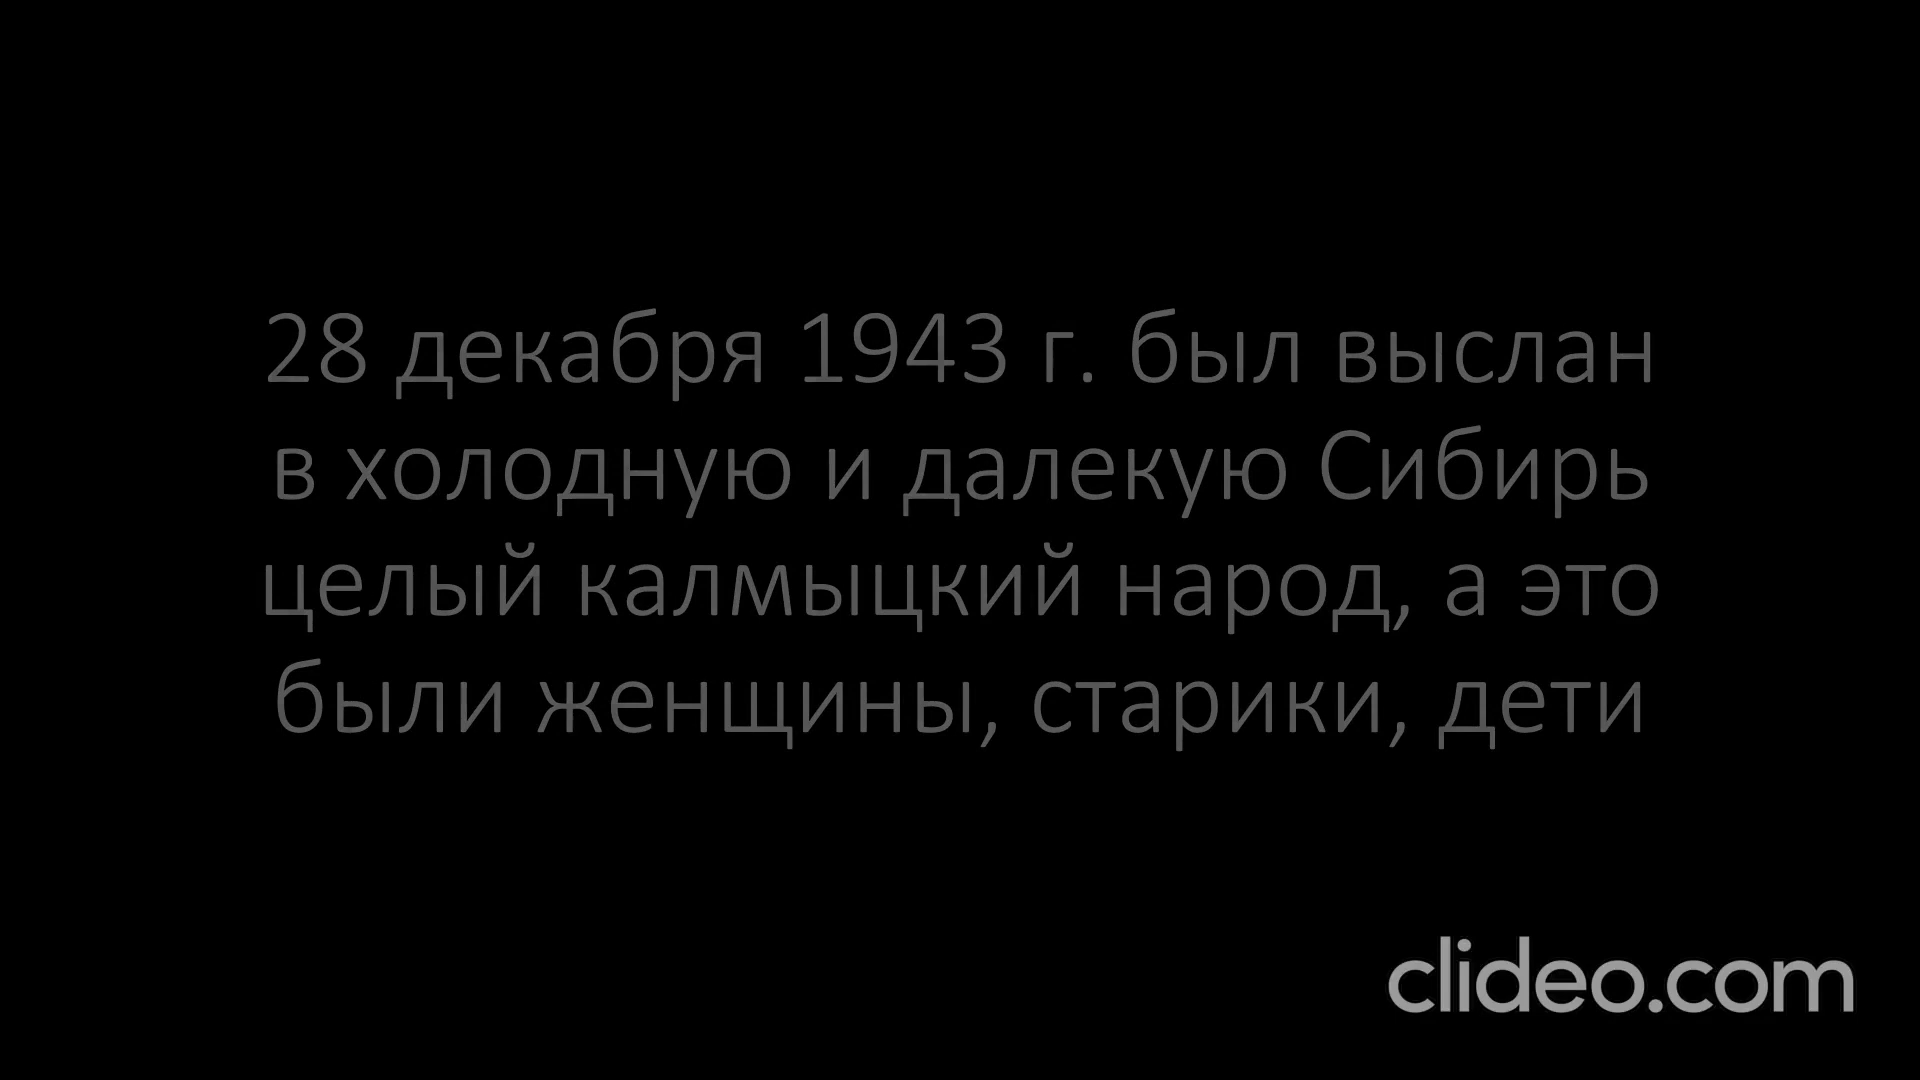 28 декабря 1943 г. был выслан
в холодную и далекую Сибирь
целый калмыцкий народ, а это
были женщины, старики, дети
clideo.com